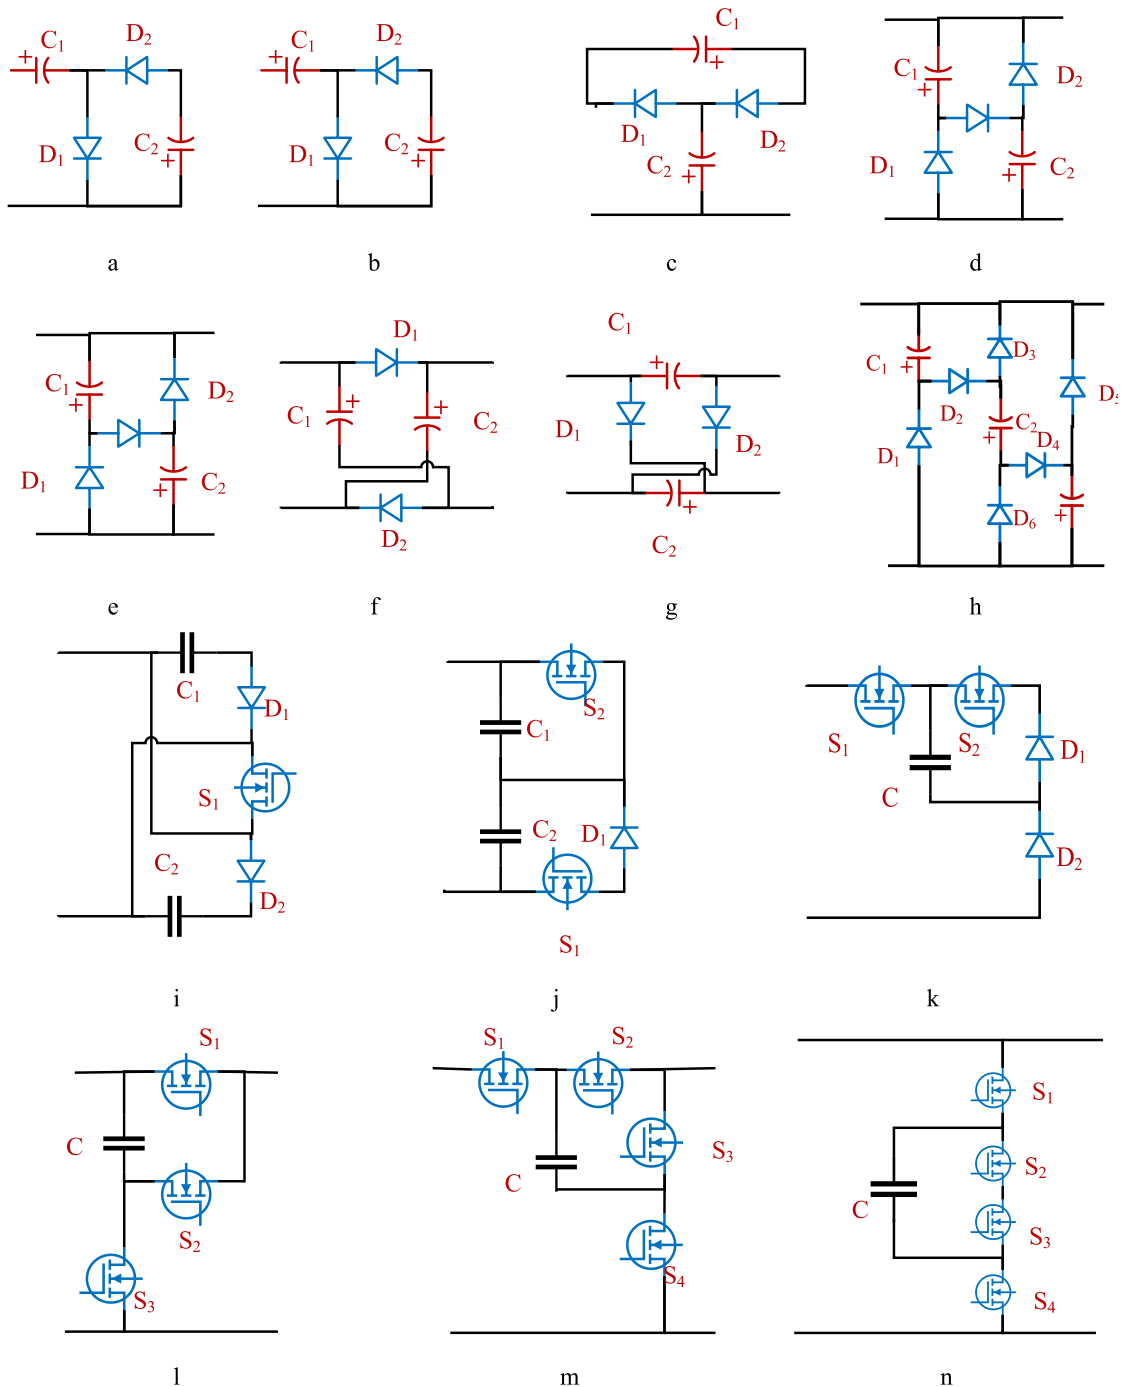 C1 D2 + D1 C2 +
a
C1 D2 + D1 C2 +
b
C1 + D1 D2 C2 +
c
C1 + D2 D1 + C2
d
C1 + D2 D1 + C2
e
D1 C1 + + C2 D2
f
C1 + D1 D2 + C2
g
C1 + D3 D2 D5 C2 + D4 D1 D6 +
h
C1 D1 S1 C2 D2
i
S2 C1 C2 D1 S1
j
S1 S2 D1 C D2
k
S1 C S2 S3
l
S1 S2 S3 C S4
m
S1 S2 C S3 S4
n